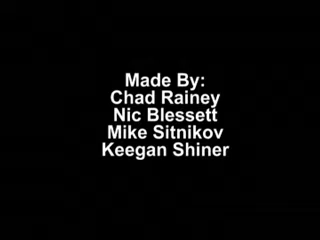 Made By:
Chad Rainey
Nic Blessett
Mike Sitnikov
Keegan Shiner